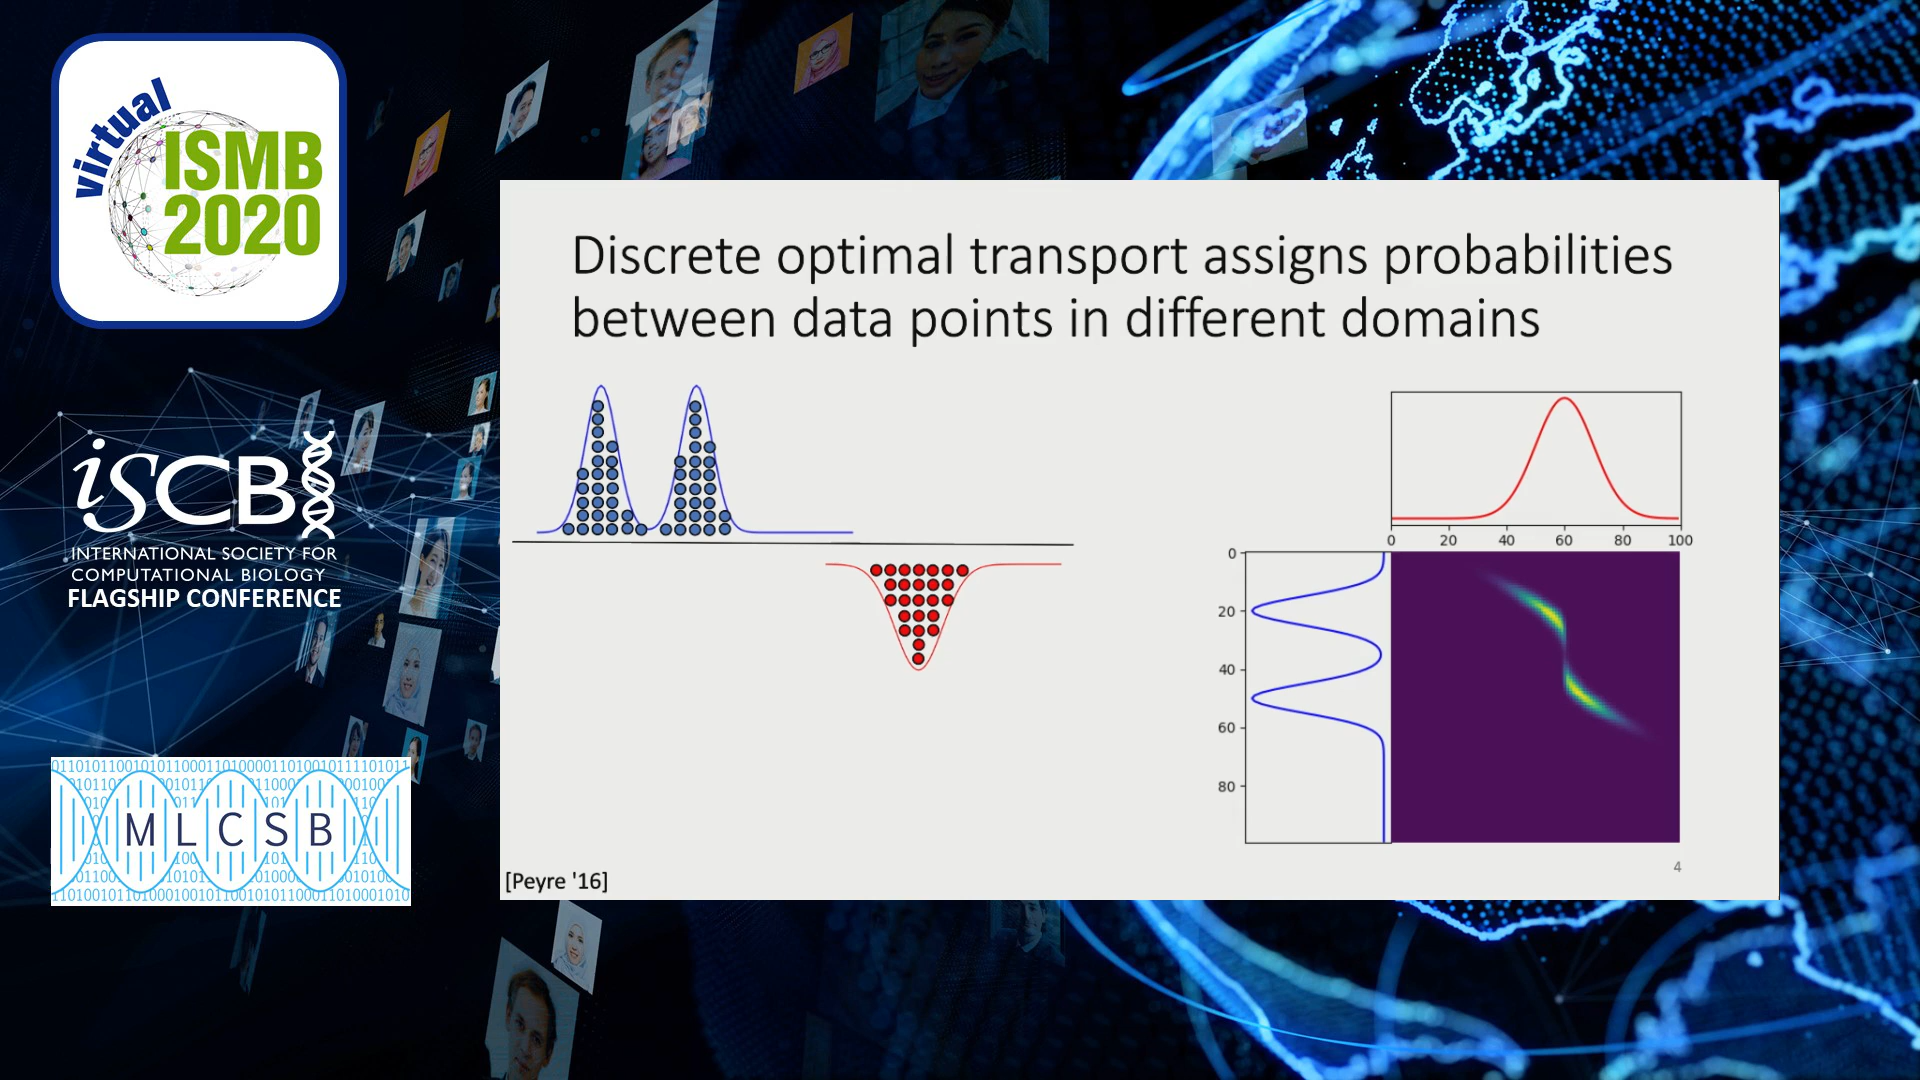 virtual
ISMB
2020
iSCB
INTERNATIONAL SOCIETY FOR
COMPUTATIONAL BIOLOGY
FLAGSHIP CONFERENCE
MLCSB
Discrete optimal transport assigns probabilities
between data points in different domains
0 20 40 60 80 100
0
20
40
60
80
[Peyre '16]
4